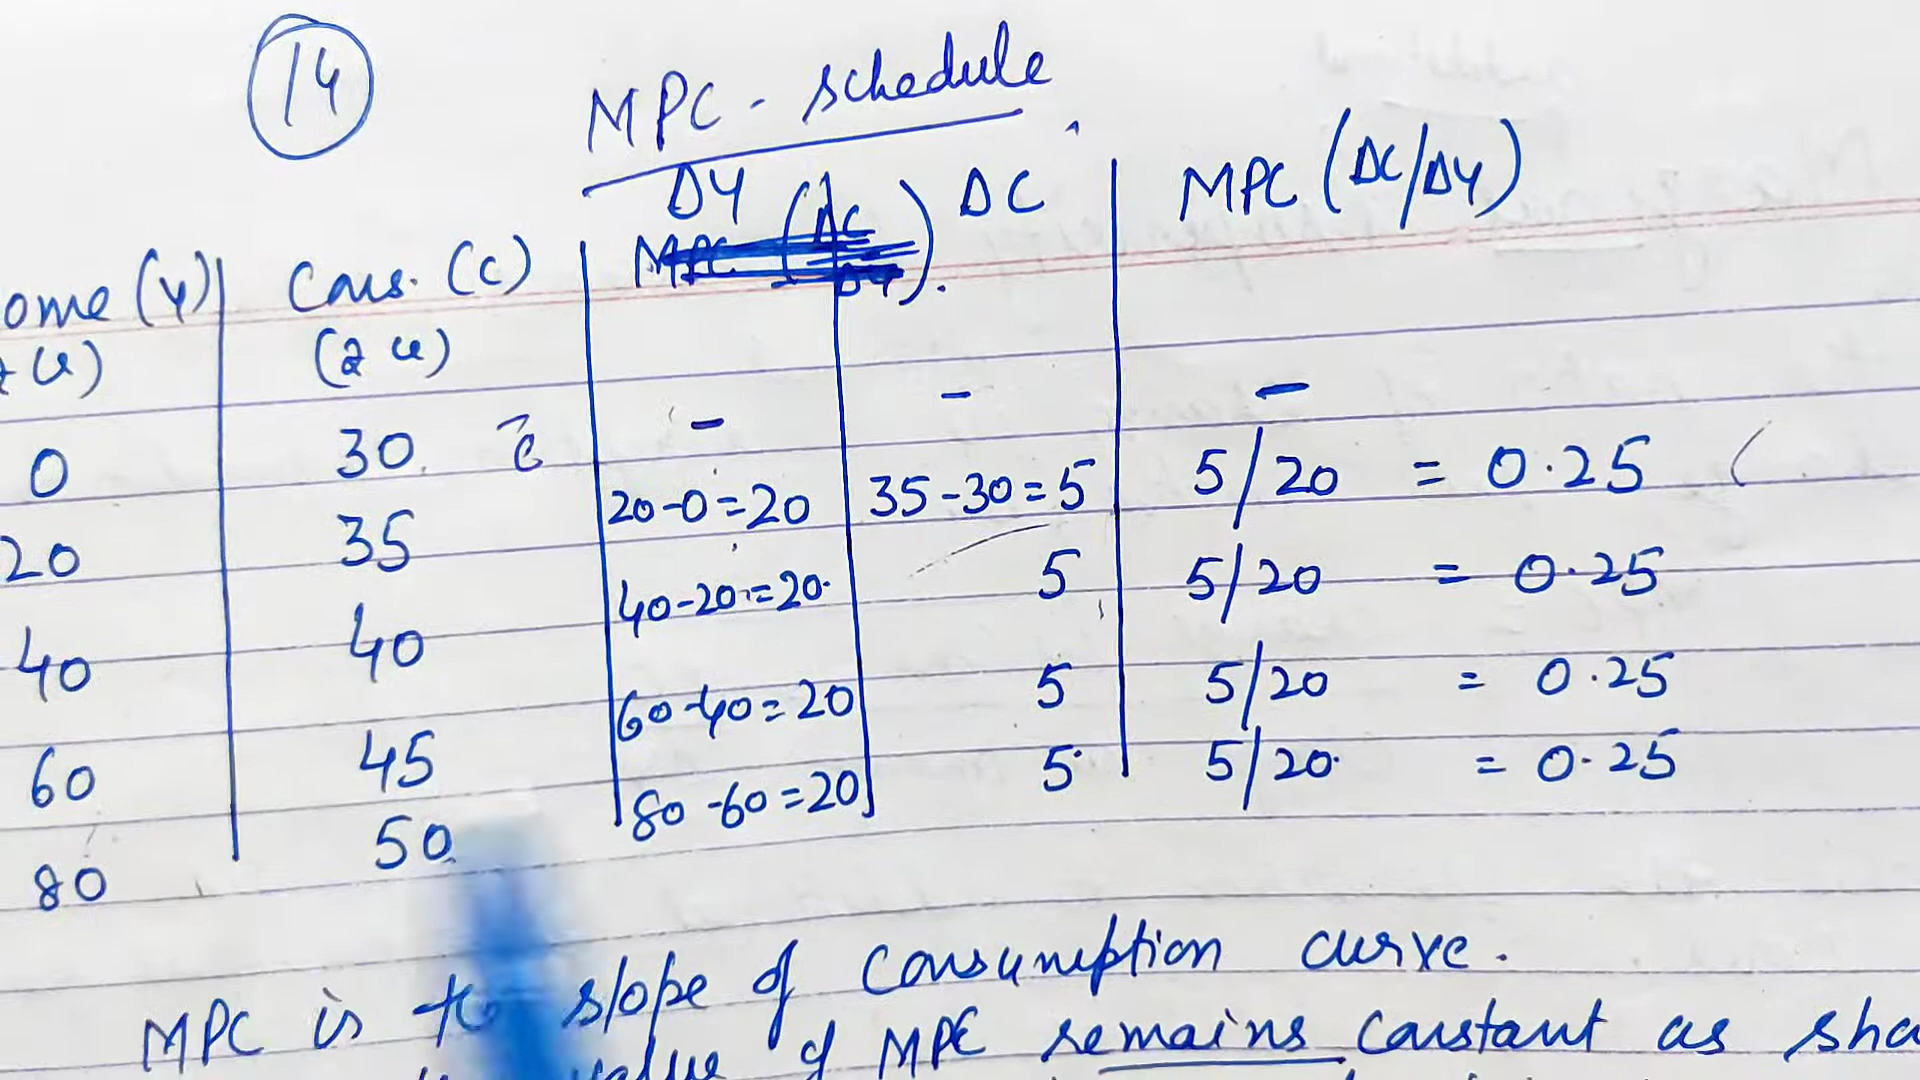 14
MPC - schedule
ome (Y) | Cons. (C) | ΔY | ΔC | MPC (ΔC/ΔY)
(₹ Cr) | (₹ Cr)
0 | 30 C̄ | - | - | -
20 | 35 | 20-0=20 | 35-30=5 | 5/20 = 0.25
40 | 40 | 40-20=20 | 5 | 5/20 = 0.25
60 | 45 | 60-40=20 | 5 | 5/20 = 0.25
80 | 50 | 80-60=20 | 5 | 5/20 = 0.25
MPC is slope of Consumption curve.
value of MPC remains constant as sha